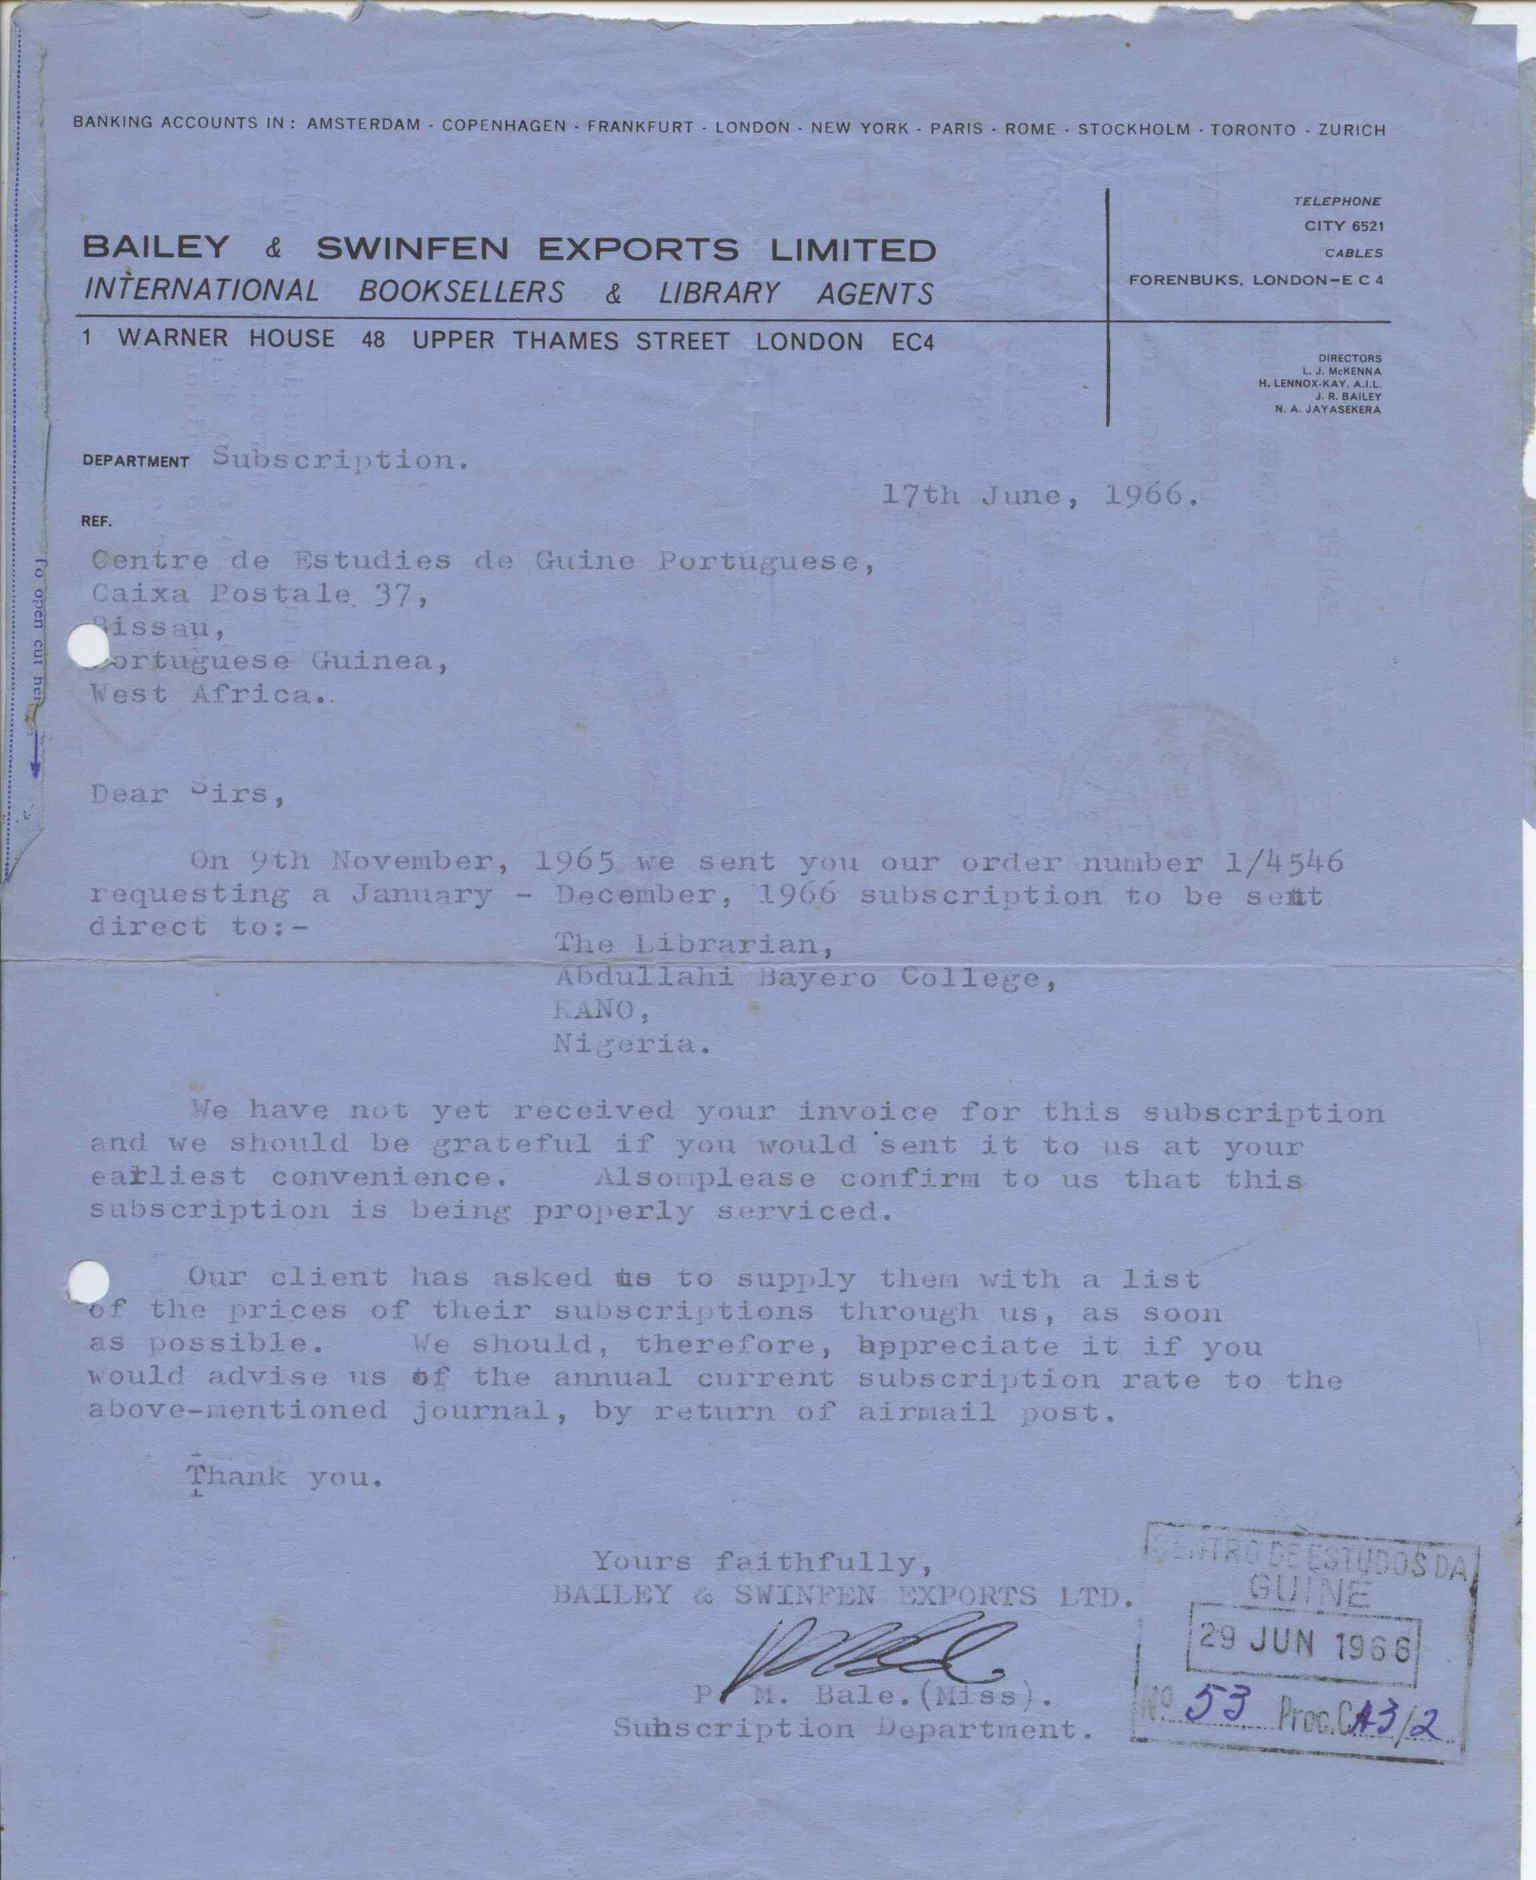 BANKING ACCOUNTS IN : AMSTERDAM - COPENHAGEN - FRANKFURT - LONDON - NEW YORK - PARIS - ROME - STOCKHOLM - TORONTO - ZURICH
BAILEY & SWINFEN EXPORTS LIMITED
INTERNATIONAL BOOKSELLERS & LIBRARY AGENTS
1 WARNER HOUSE 48 UPPER THAMES STREET LONDON EC4
TELEPHONE
CITY 6521
CABLES
FORENBUKS, LONDON-E C 4
DIRECTORS
L. J. McKENNA
H. LENNOX-KAY, A.I.L.
J. R. BAILEY
N. A. JAYASEKERA
DEPARTMENT Subscription.
17th June, 1966.
REF.
Centre de Estudies de Guine Portuguese,
Caixa Postale 37,
Bissau,
Portuguese Guinea,
West Africa.
To open cut here
Dear Sirs,
On 9th November, 1965 we sent you our order number 1/4546
requesting a January - December, 1966 subscription to be sent
direct to:-
The Librarian,
Abdullahi Bayero College,
KANO,
Nigeria.
We have not yet received your invoice for this subscription
and we should be grateful if you would sent it to us at your
earliest convenience. Also please confirm to us that this
subscription is being properly serviced.
Our client has asked us to supply them with a list
of the prices of their subscriptions through us, as soon
as possible. We should, therefore, appreciate it if you
would advise us of the annual current subscription rate to the
above-mentioned journal, by return of airmail post.
Thank you.
Yours faithfully,
BAILEY & SWINFEN EXPORTS LTD.
P. M. Bale.(Miss).
Subscription Department.
CENTRO DE ESTUDOS DA
GUINE
29 JUN 1966
Nº 53 Proc.CA3/2